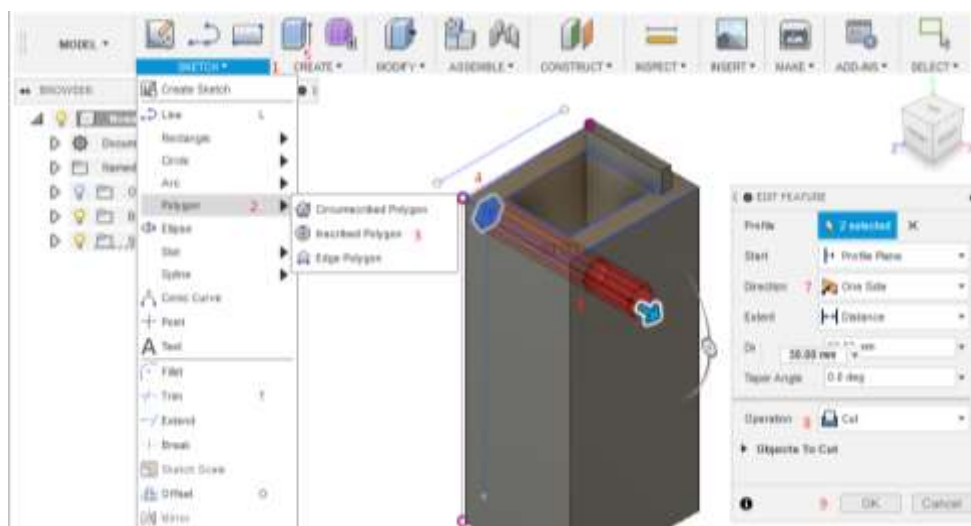 MODEL ▾
SKETCH ▾
1
CREATE ▾
MODIFY ▾
ASSEMBLE ▾
CONSTRUCT ▾
INSPECT ▾
INSERT ▾
MAKE ▾
ADD-INS ▾
SELECT ▾
BROWSER
Docum
Named
Create Sketch
Line L
Rectangle
Circle
Arc
Polygon 2
Ellipse
Slot
Spline
Conic Curve
Point
Text
Fillet
Trim T
Extend
Break
Sketch Scale
Offset O
Mirror
Circumscribed Polygon
Inscribed Polygon 3
Edge Polygon
4
EDIT FEATURE
Profile 2 selected
Start Profile Plane
Direction 7 One Side
Extent Distance
30.00 mm
Taper Angle 0.0 deg
Operation 8 Cut
Objects To Cut
9 OK Cancel